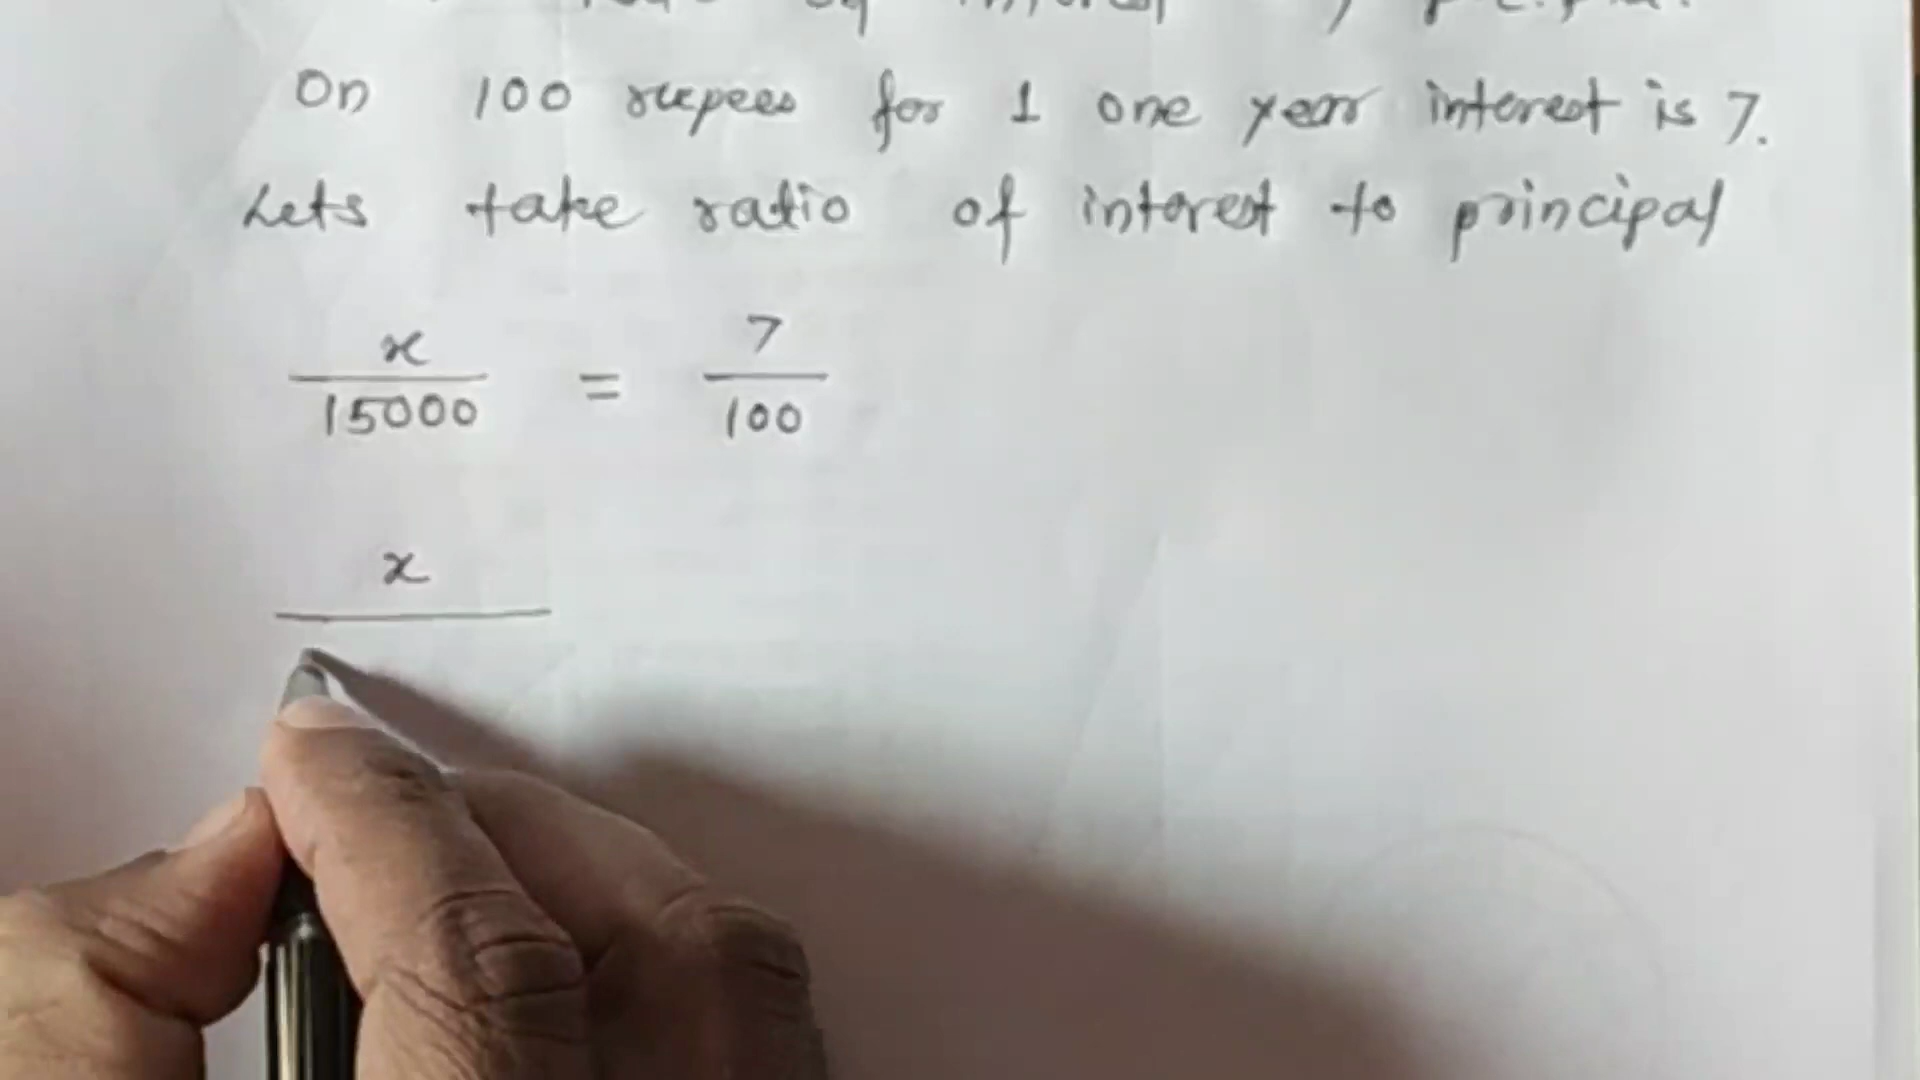 interest
On 100 rupees for 1 one year interest is 7.
Lets take ratio of interest to principal
x/15000 = 7/100
x